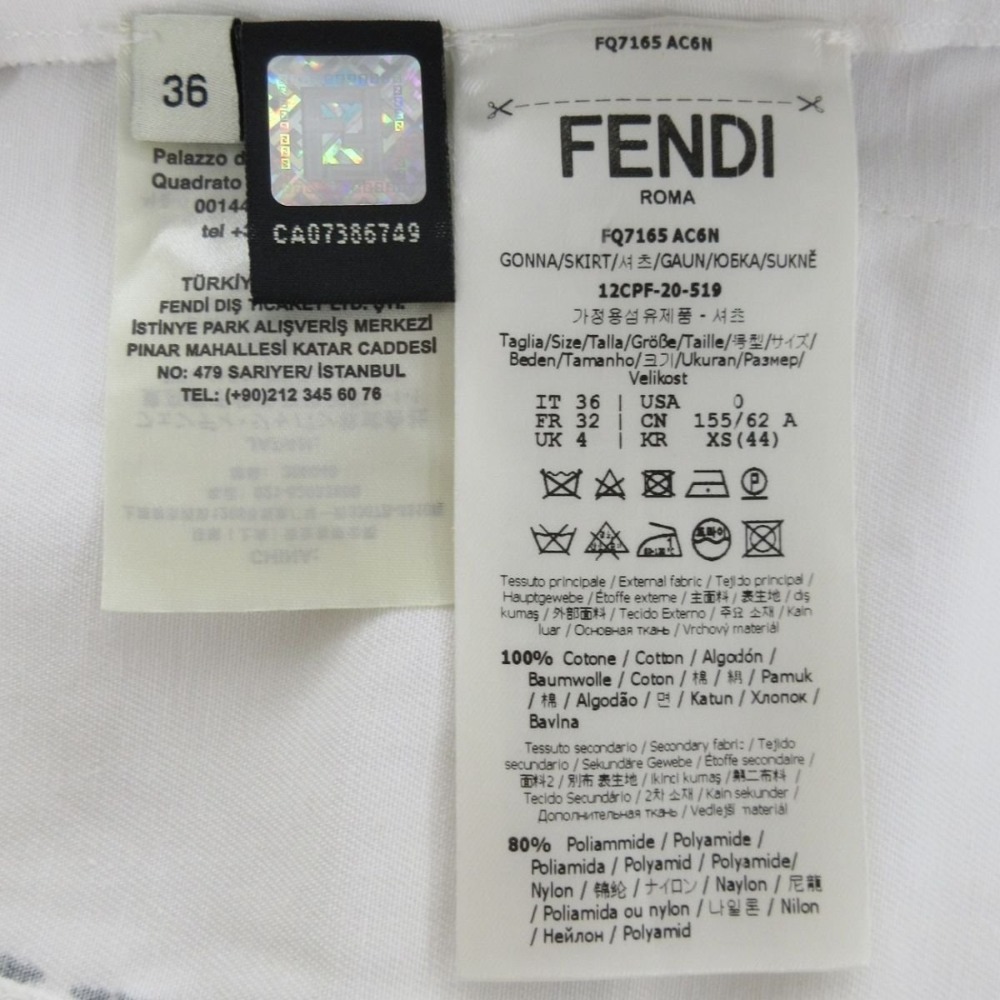 36
Palazzo d
Quadrato
00144
tel +3
CA07386749
TÜRKİY
FENDİ DIŞ TİCARET LTD. ŞTİ.
İSTİNYE PARK ALIŞVERİŞ MERKEZİ
PINAR MAHALLESİ KATAR CADDESİ
NO: 479 SARIYER/ İSTANBUL
TEL: (+90)212 345 60 76
FQ7165 AC6N
FENDI
ROMA
FQ7165 AC6N
GONNA/SKIRT/셔츠/GAUN/ЮБКА/SUKNĚ
12CPF-20-519
가정용섬유제품 - 셔츠
Taglia/Size/Talla/Größe/Taille/号型/サイズ/
Beden/Tamanho/크기/Ukuran/Размер/
Velikost
IT 36 | USA 0
FR 32 | CN 155/62 A
UK 4 | KR XS(44)
Tessuto principale / External fabric / Tejido principal /
Hauptgewebe / Étoffe externe / 主面料 / 表生地 / dış
kumaş / 外部面料 / Tecido Externo / 주요 소재 / Kain
luar / Основная ткань / Vrchový materiál
100% Cotone / Cotton / Algodón /
Baumwolle / Coton / 棉 / 綿 / Pamuk
/ 棉 / Algodão / 면 / Katun / Хлопок /
Bavlna
Tessuto secondario / Secondary fabric / Tejido
secundario / Sekundäre Gewebe / Étoffe secondaire /
面料2 / 別布 表生地 / İkinci kumaş / 第二布料 /
Tecido Secundário / 2차 소재 / Kain sekunder /
Дополнительная ткань / Vedlejší materiál
80% Poliammide / Polyamide /
Poliamida / Polyamid / Polyamide/
Nylon / 锦纶 / ナイロン / Naylon / 尼龍
/ Poliamida ou nylon / 나일론 / Nilon
/ Нейлон / Polyamid